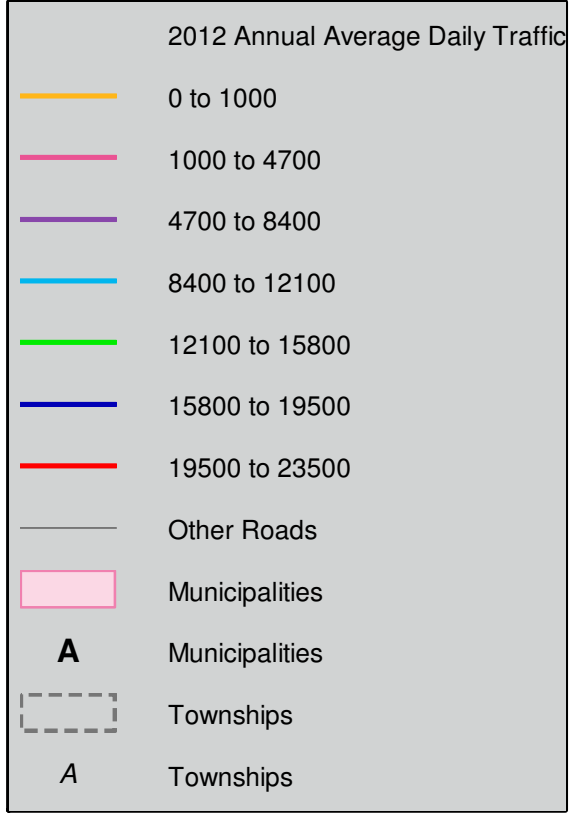 2012 Annual Average Daily Traffic
0 to 1000
1000 to 4700
4700 to 8400
8400 to 12100
12100 to 15800
15800 to 19500
19500 to 23500
Other Roads
Municipalities
A Municipalities
Townships
A Townships